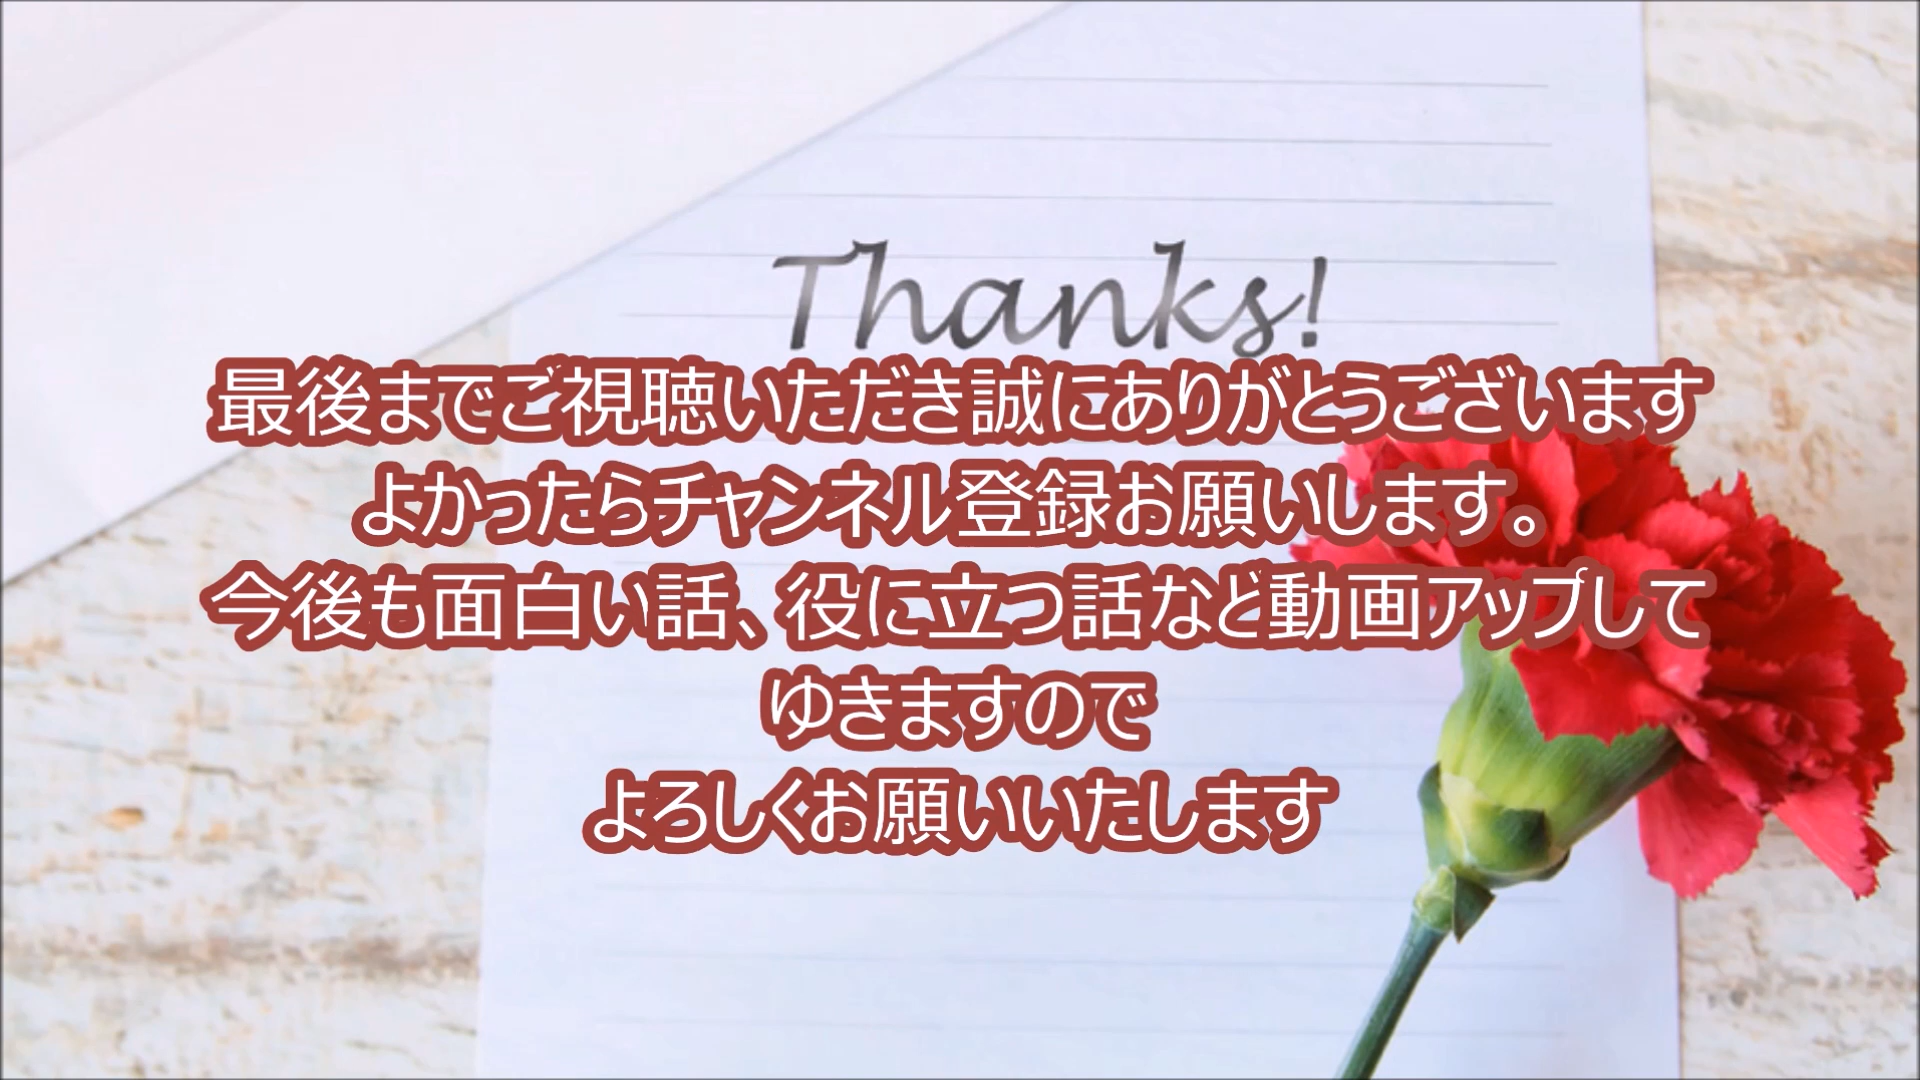 Thanks!
最後までご視聴いただき誠にありがとうございます
よかったらチャンネル登録お願いします。
今後も面白い話、役に立つ話など動画アップして
ゆきますので
よろしくお願いいたします